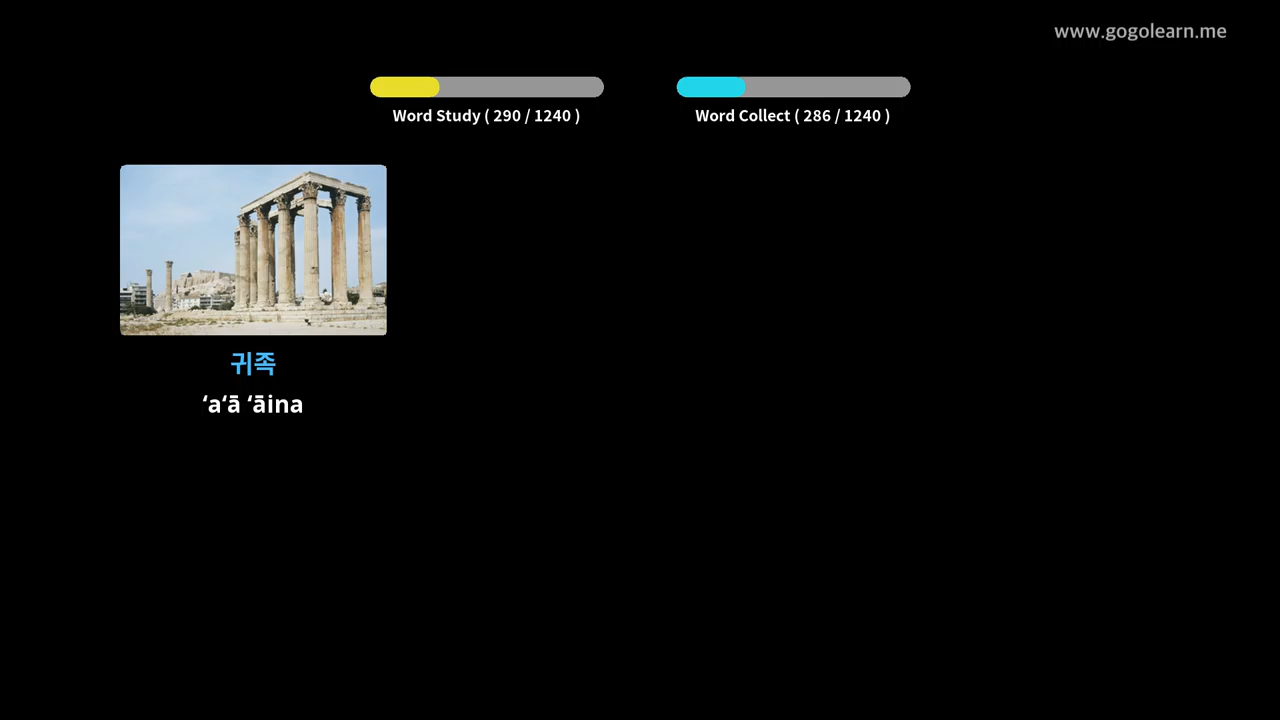 www.gogolearn.me
Word Study ( 290 / 1240 )
Word Collect ( 286 / 1240 )
귀족
ʻaʻā ʻāina